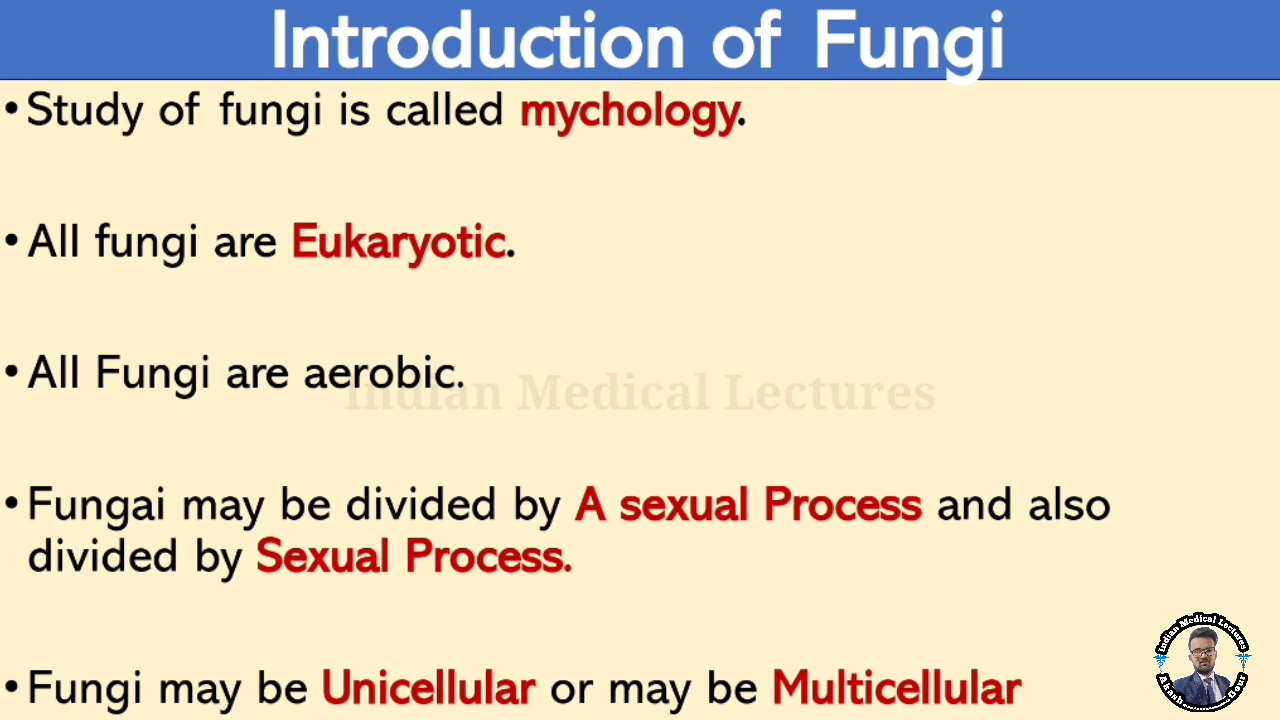 Introduction of Fungi
• Study of fungi is called mychology.
• All fungi are Eukaryotic.
• All Fungi are aerobic.
Indian Medical Lectures
• Fungai may be divided by A sexual Process and also
divided by Sexual Process.
• Fungi may be Unicellular or may be Multicellular
Indian Medical Lectures
Akash Gour